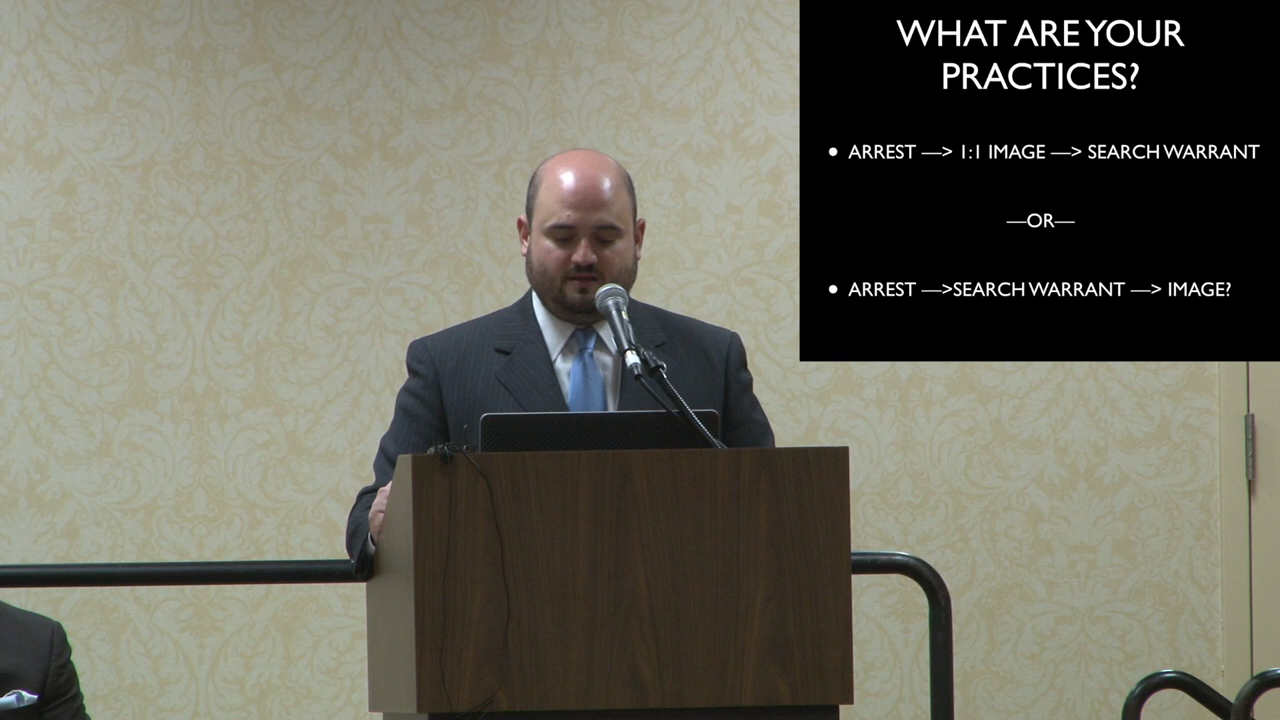 WHAT ARE YOUR
PRACTICES?
• ARREST —> 1:1 IMAGE —> SEARCH WARRANT
—OR—
• ARREST —>SEARCH WARRANT —> IMAGE?